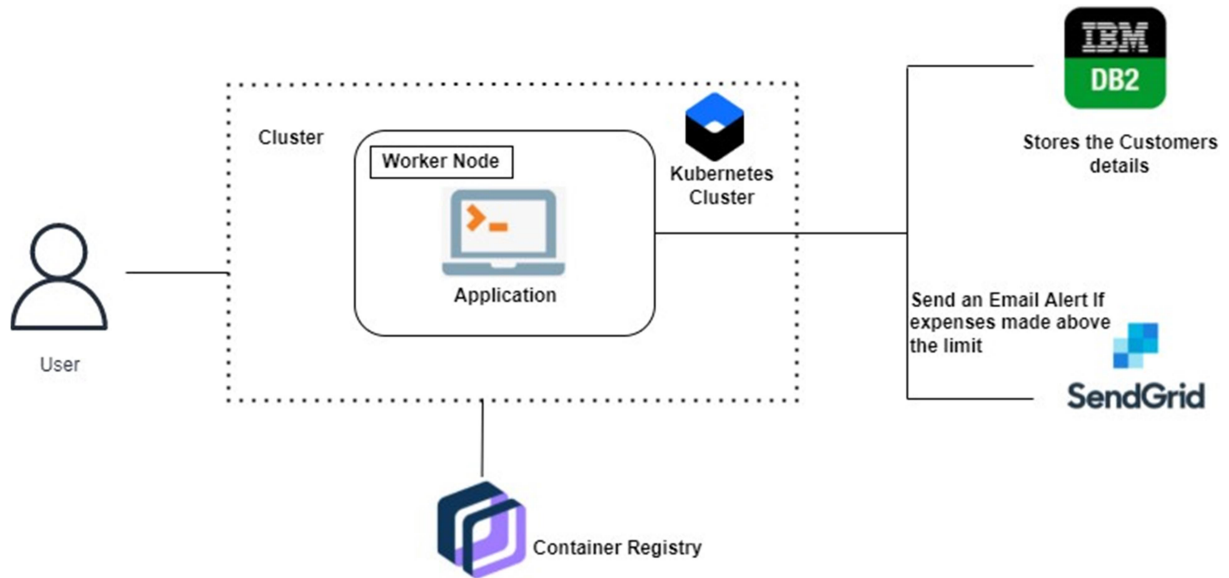 IBM
DB2
Stores the Customers
details
Cluster
Worker Node
Kubernetes
Cluster
Application
User
Send an Email Alert If
expenses made above
the limit
SendGrid
Container Registry